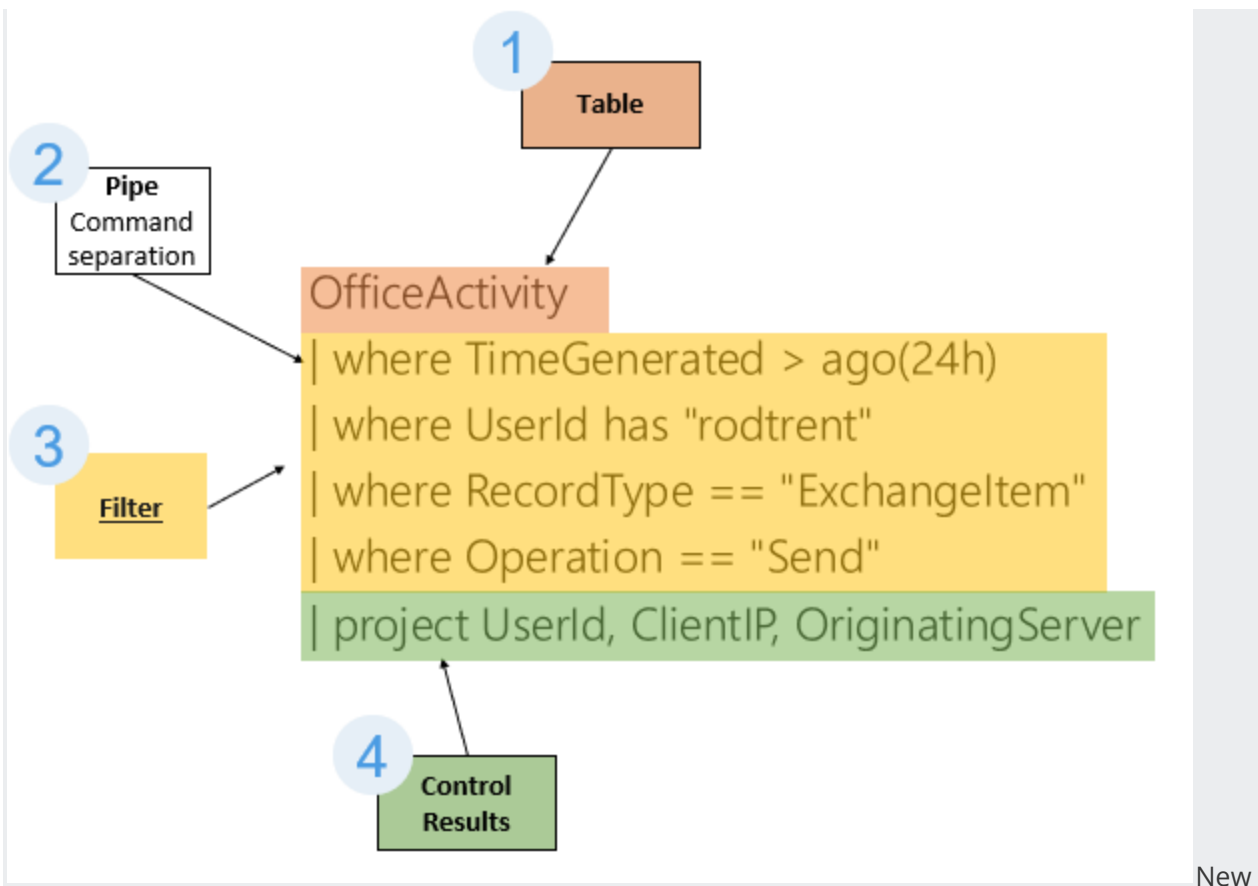 1
Table
2
Pipe
Command
separation
OfficeActivity
| where TimeGenerated > ago(24h)
| where UserId has "rodtrent"
3
Filter
| where RecordType == "ExchangeItem"
| where Operation == "Send"
| project UserId, ClientIP, OriginatingServer
4
Control
Results
New